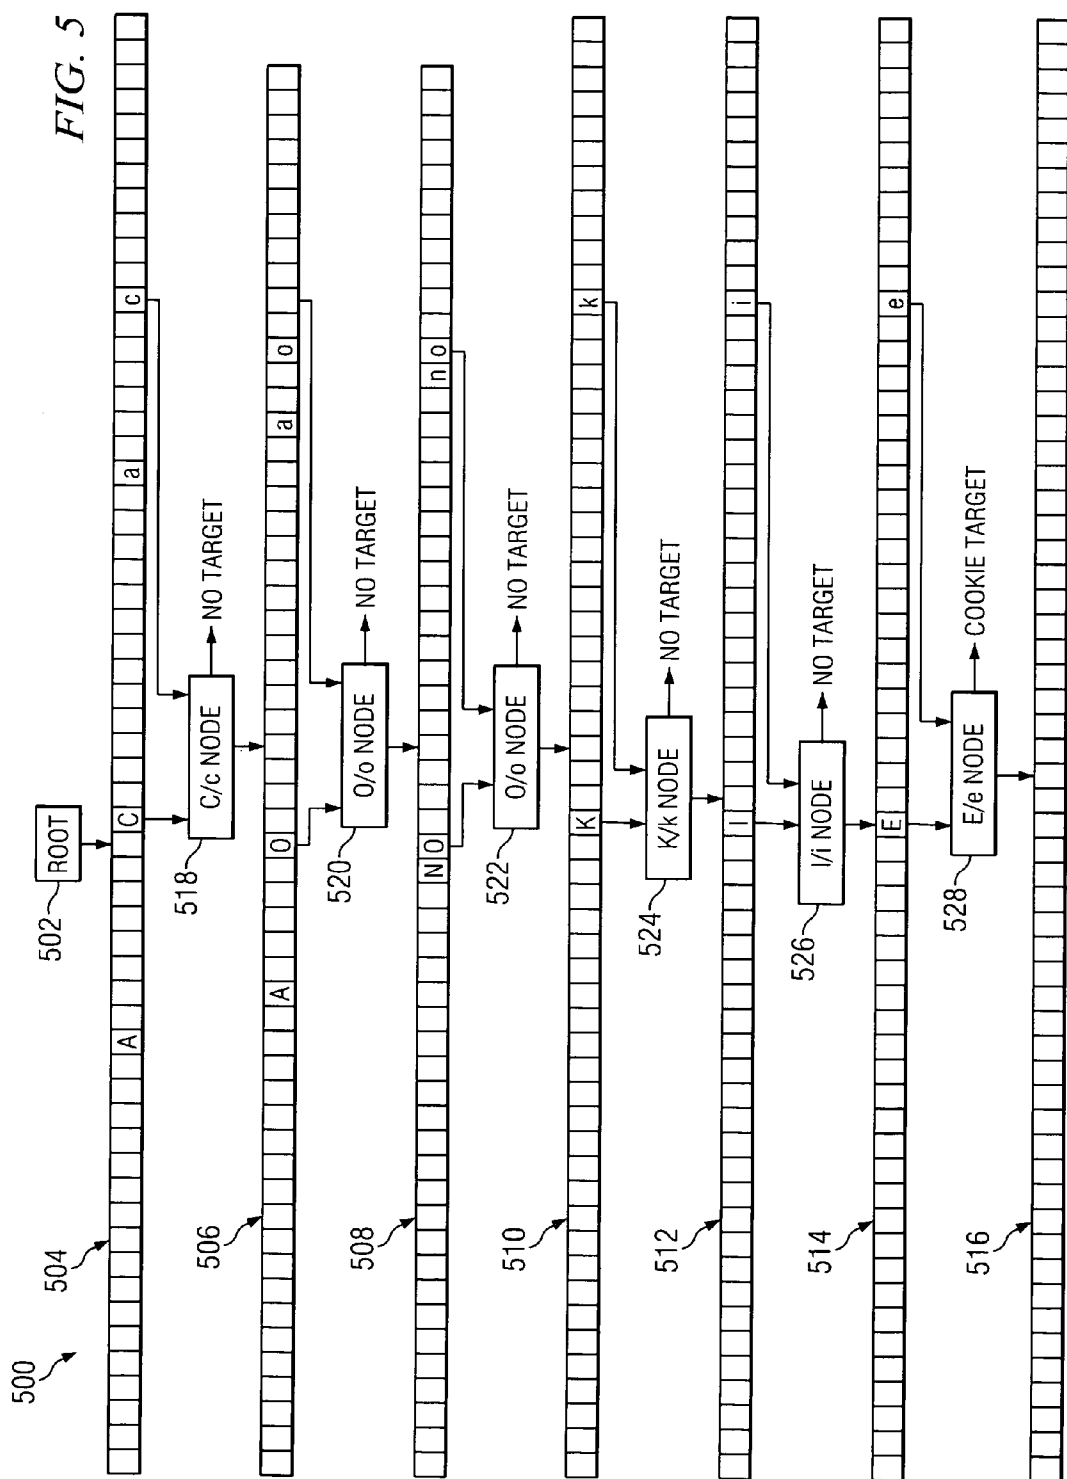 FIG. 5
500
502 ROOT
504
A C a c
518 C/c NODE NO TARGET
506
A O a o
520 O/o NODE NO TARGET
508
N O n o
522 O/o NODE NO TARGET
510
K k
524 K/k NODE NO TARGET
512
I i
526 I/i NODE NO TARGET
514
E e
528 E/e NODE COOKIE TARGET
516